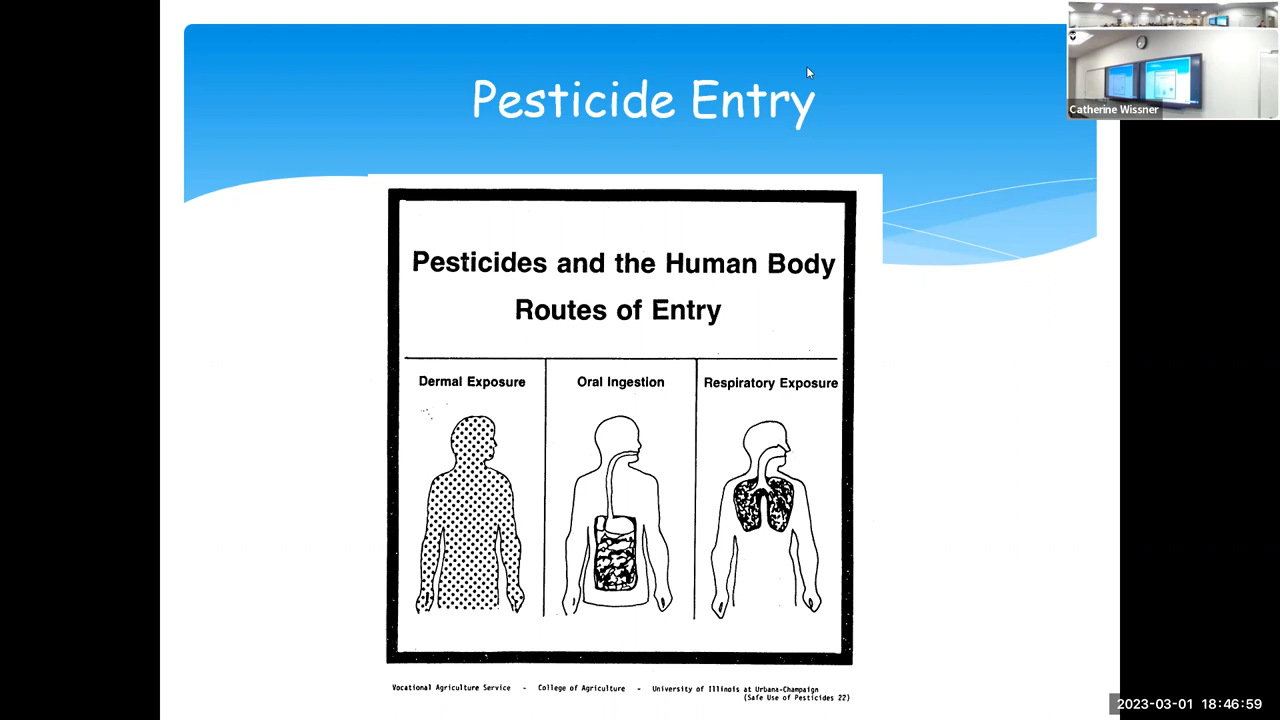 Pesticide Entry
Catherine Wissner
Pesticides and the Human Body
Routes of Entry
Dermal Exposure
Oral Ingestion
Respiratory Exposure
Vocational Agriculture Service - College of Agriculture - University of Illinois at Urbana-Champaign
(Safe Use of Pesticides 22)
2023-03-01 18:46:59